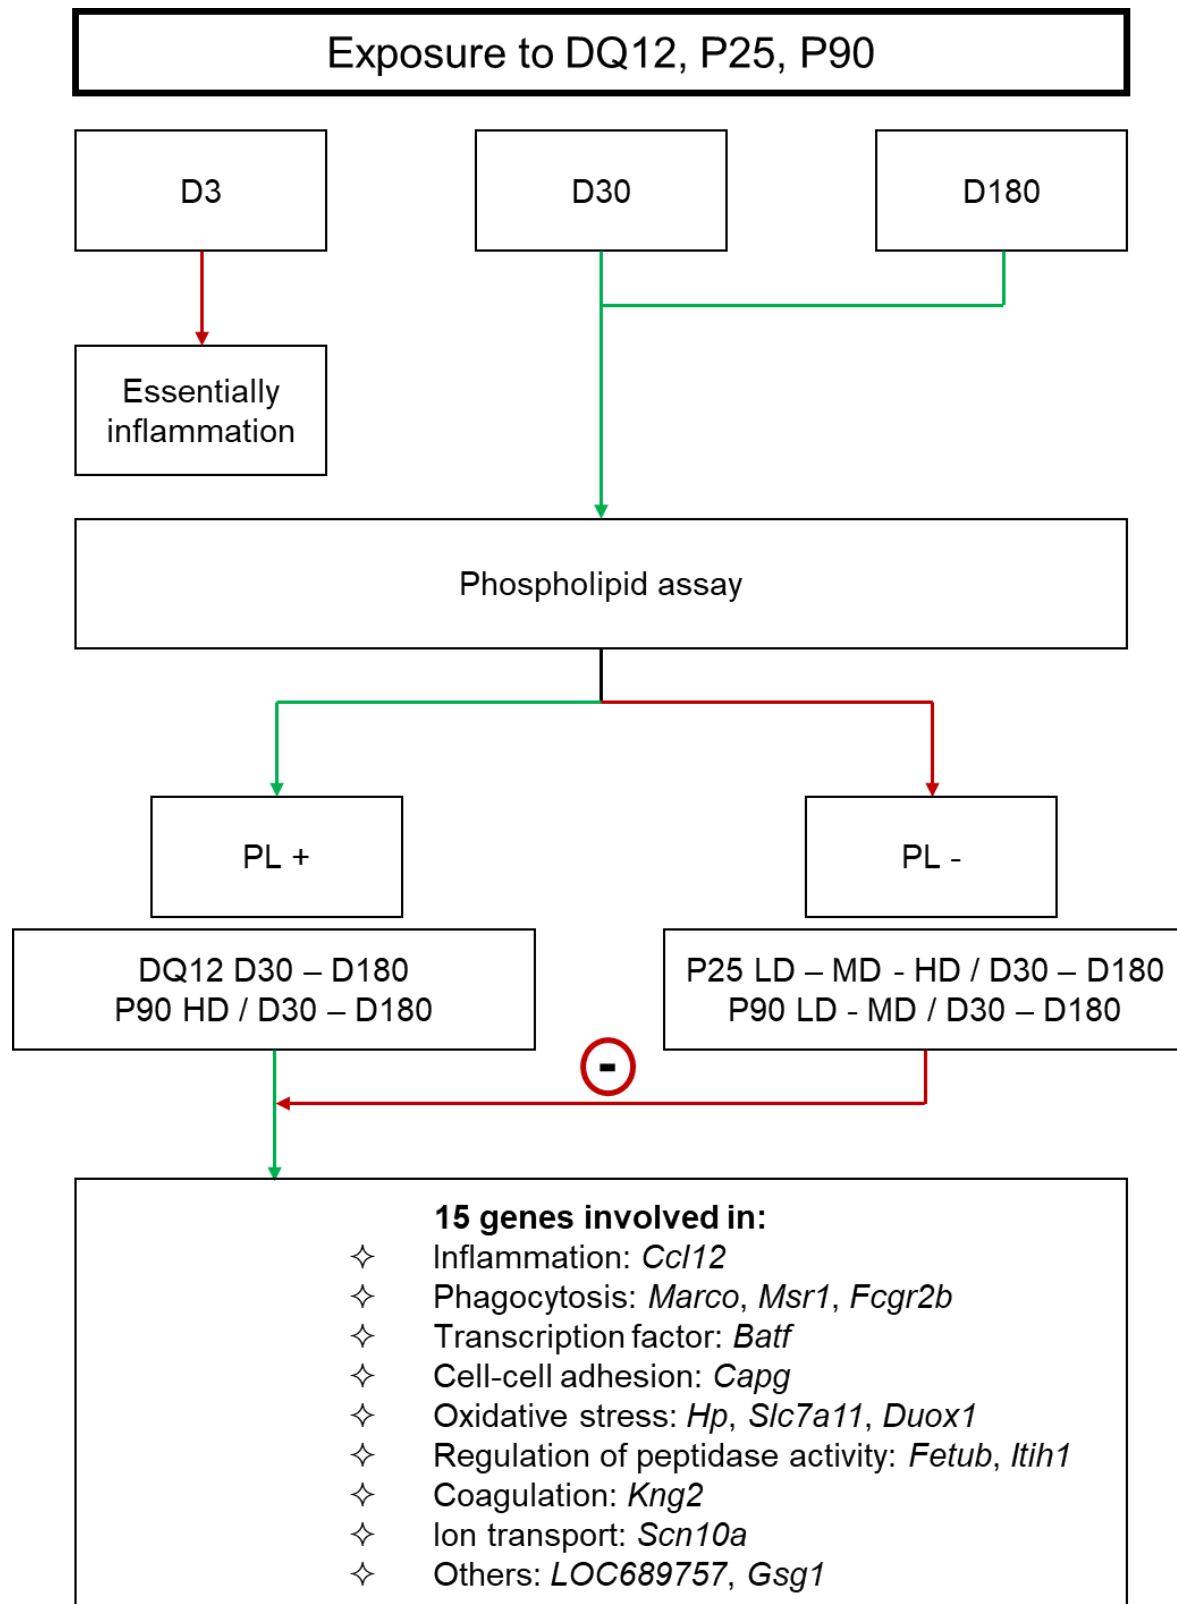 Exposure to DQ12, P25, P90
D3
D30
D180
Essentially
inflammation
Phospholipid assay
PL +
PL -
DQ12 D30 – D180
P90 HD / D30 – D180
P25 LD – MD - HD / D30 – D180
P90 LD - MD / D30 – D180
-
15 genes involved in:
✧ Inflammation: Ccl12
✧ Phagocytosis: Marco, Msr1, Fcgr2b
✧ Transcription factor: Batf
✧ Cell-cell adhesion: Capg
✧ Oxidative stress: Hp, Slc7a11, Duox1
✧ Regulation of peptidase activity: Fetub, Itih1
✧ Coagulation: Kng2
✧ Ion transport: Scn10a
✧ Others: LOC689757, Gsg1